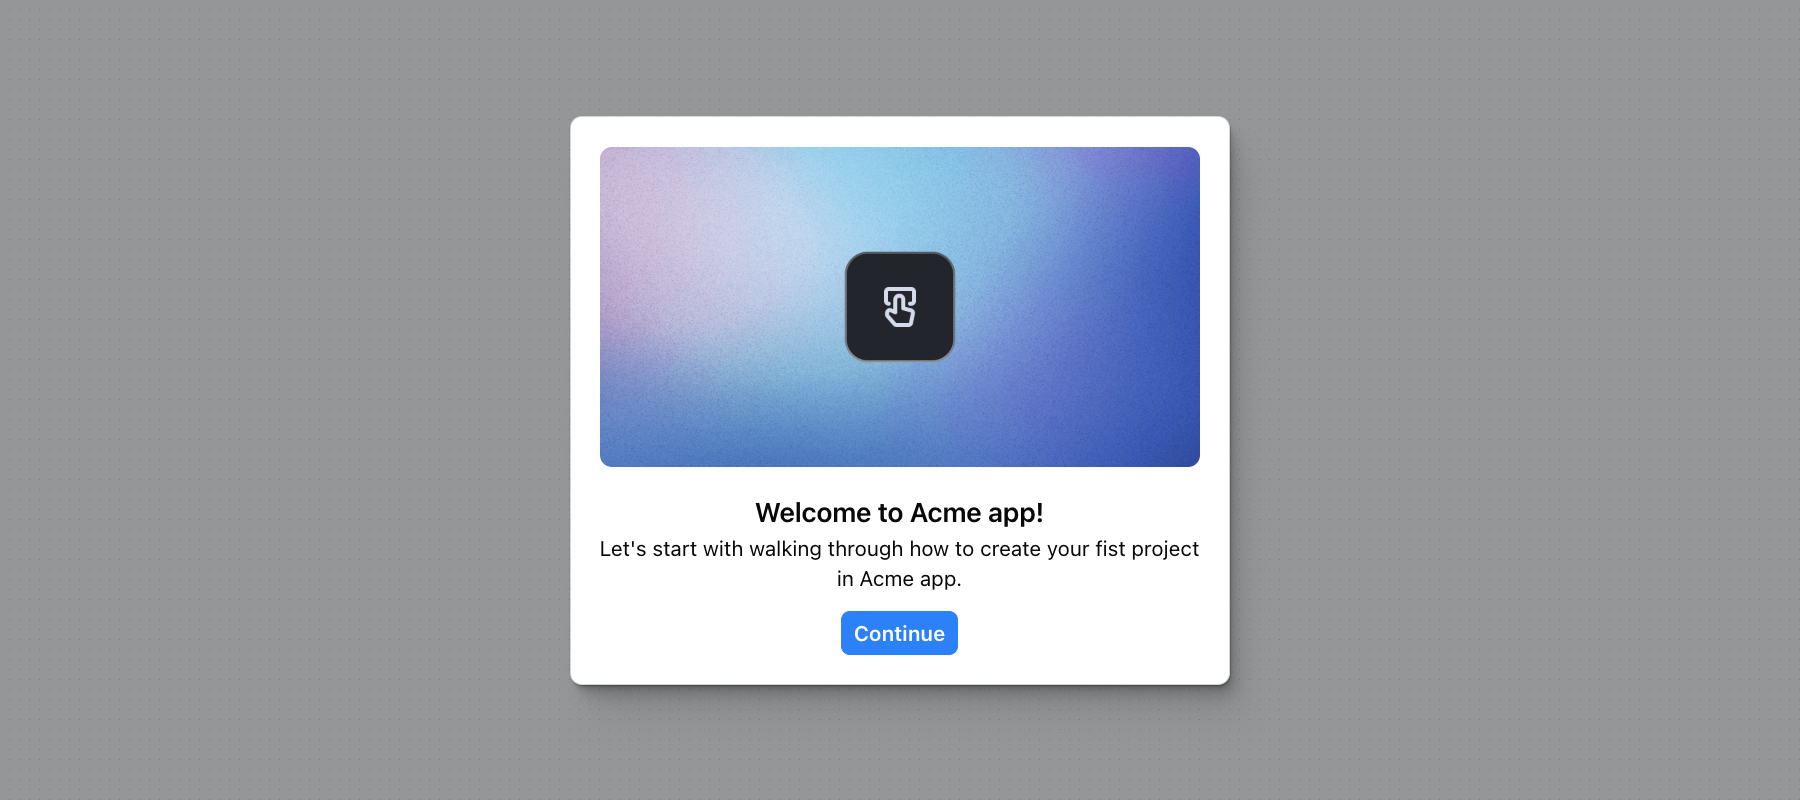 Welcome to Acme app!
Let's start with walking through how to create your fist project
in Acme app.
Continue